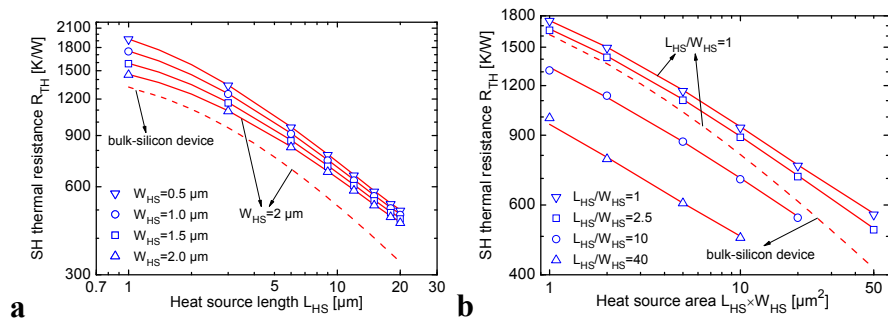 2100
1800
1500
1200
900
600
300
SH thermal resistance R_TH [K/W]
bulk-silicon device
W_HS=2 μm
W_HS=0.5 μm
W_HS=1.0 μm
W_HS=1.5 μm
W_HS=2.0 μm
0.7 1 10 20 30
Heat source length L_HS [μm]
a
1800
1600
1400
1200
1000
800
600
400
SH thermal resistance R_TH [K/W]
L_HS/W_HS=1
L_HS/W_HS=1
L_HS/W_HS=2.5
L_HS/W_HS=10
L_HS/W_HS=40
bulk-silicon device
1 10 50
Heat source area L_HS×W_HS [μm²]
b